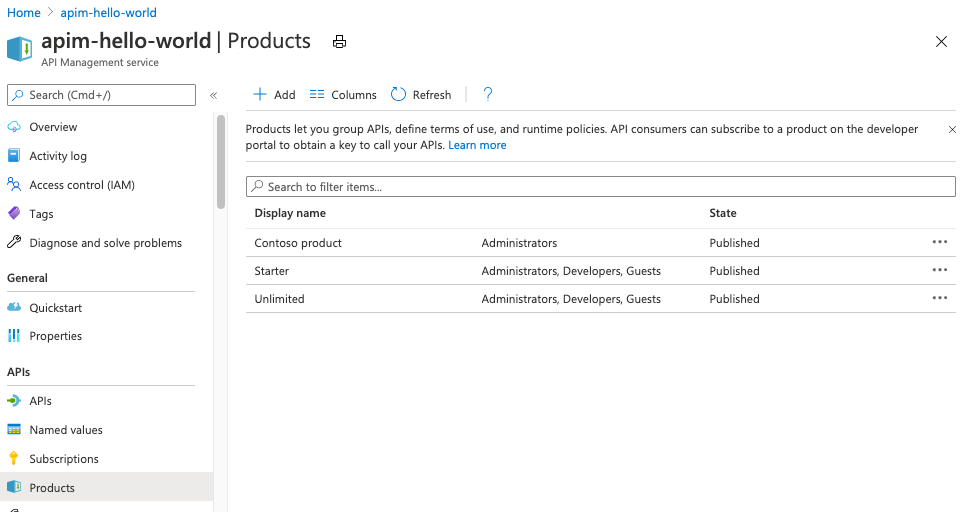 Home > apim-hello-world
apim-hello-world | Products
API Management service
Search (Cmd+/)
«
Overview
Activity log
Access control (IAM)
Tags
Diagnose and solve problems
General
Quickstart
Properties
APIs
APIs
Named values
Subscriptions
Products
Add Columns Refresh ?
Products let you group APIs, define terms of use, and runtime policies. API consumers can subscribe to a product on the developer
portal to obtain a key to call your APIs. Learn more
Search to filter items...
Display name State
Contoso product Administrators Published
Starter Administrators, Developers, Guests Published
Unlimited Administrators, Developers, Guests Published